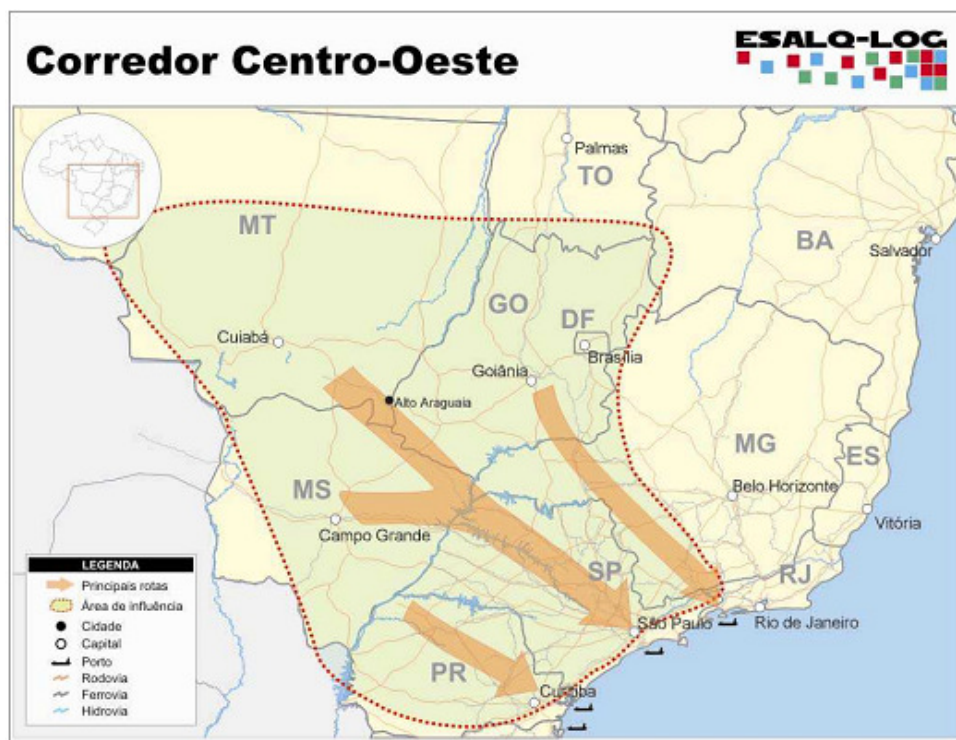 Corredor Centro-Oeste
ESALQ-LOG
Palmas
TO
MT
BA
Salvador
GO
DF
Cuiabá
Brasília
Goiânia
Alto Araguaia
MG
ES
MS
Belo Horizonte
Campo Grande
Vitória
SP
RJ
São Paulo
Rio de Janeiro
PR
Curitiba
LEGENDA
Principais rotas
Área de influência
Cidade
Capital
Porto
Rodovia
Ferrovia
Hidrovia